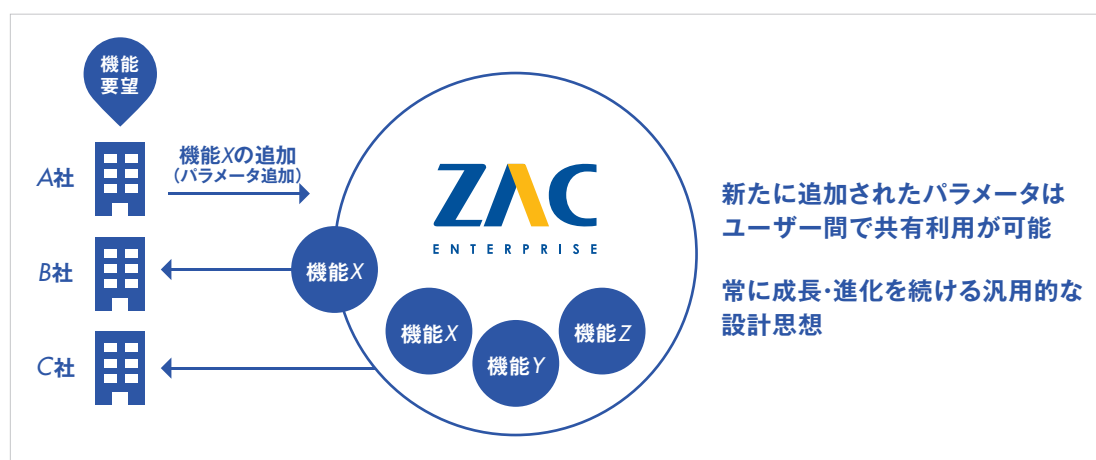 機能
要望
A社
機能Xの追加
（パラメータ追加）
B社
C社
機能X
ZAC
ENTERPRISE
機能X
機能Y
機能Z
新たに追加されたパラメータは
ユーザー間で共有利用が可能
常に成長・進化を続ける汎用的な
設計思想